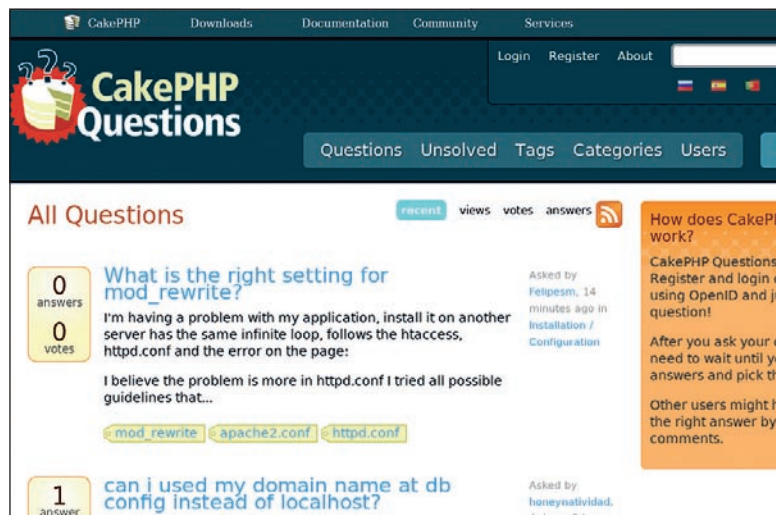 CakePHP Downloads Documentation Community Services
Login Register About
???
CakePHP
Questions
Questions Unsolved Tags Categories Users
All Questions
recent views votes answers
0
answers
0
votes
What is the right setting for
mod_rewrite?
I'm having a problem with my application, install it on another
server has the same infinite loop, follows the htaccess,
httpd.conf and the error on the page:
I believe the problem is more in httpd.conf I tried all possible
guidelines that...
mod_rewrite apache2.conf httpd.conf
Asked by
Felipesm, 14
minutes ago in
Installation /
Configuration
1
answer
can i used my domain name at db
config instead of localhost?
Asked by
honeynatividad,
How does CakePH
work?
CakePHP Questions
Register and login
using OpenID and ju
question!
After you ask your
need to wait until yo
answers and pick th
Other users might h
the right answer by
comments.